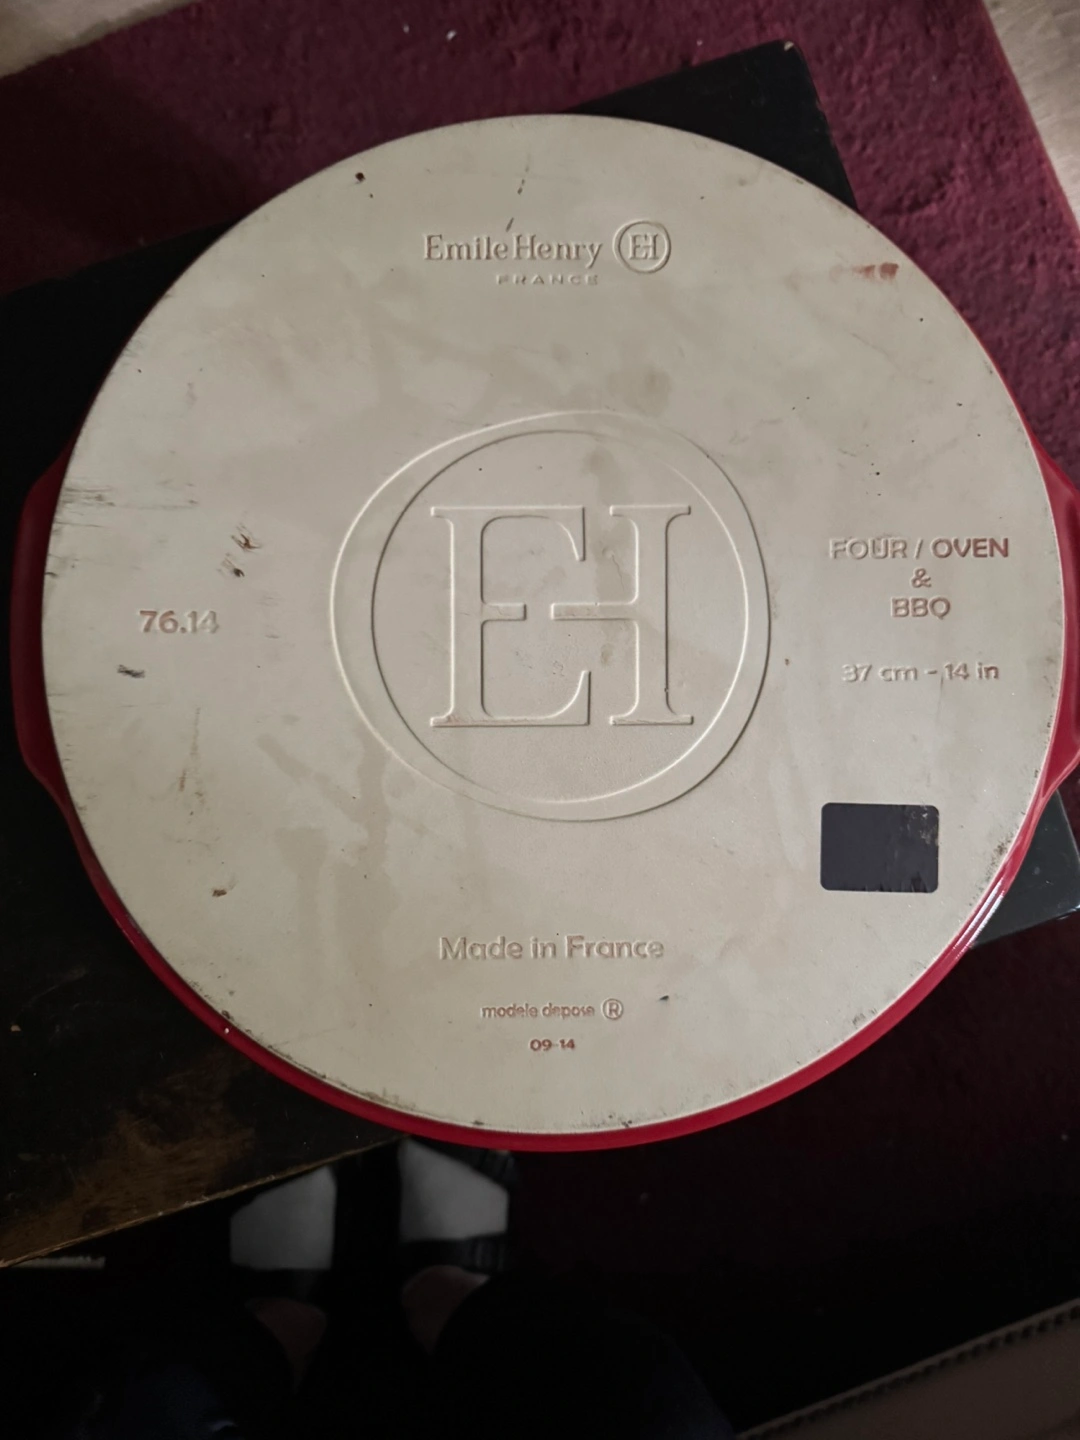 Emile Henry EH
FRANCE
EH
76.14
FOUR / OVEN
&
BBQ
37 cm - 14 in
Made in France
modele depose ®
09-14